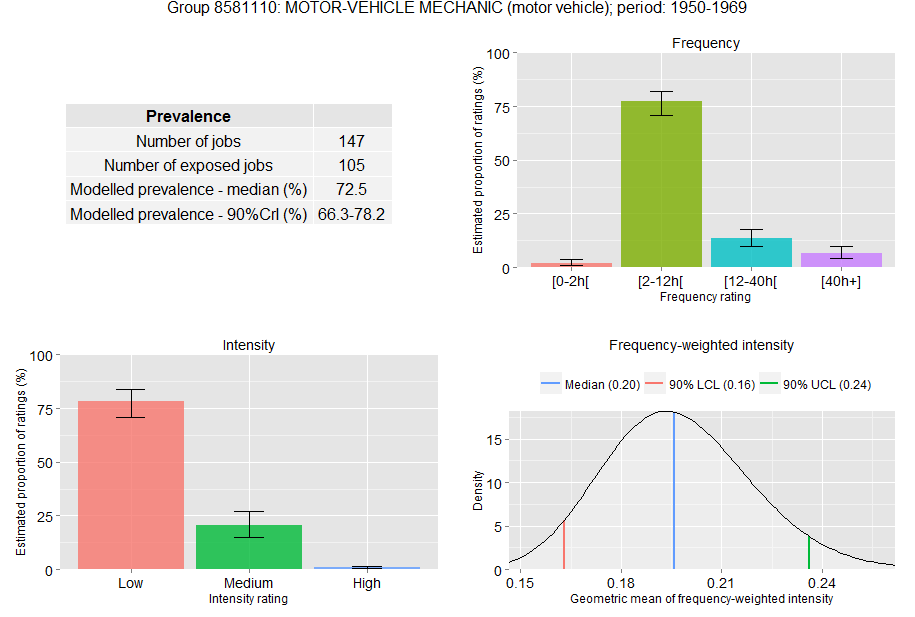 Group 8581110: MOTOR-VEHICLE MECHANIC (motor vehicle); period: 1950-1969
Prevalence
Number of jobs 147
Number of exposed jobs 105
Modelled prevalence - median (%) 72.5
Modelled prevalence - 90%CrI (%) 66.3-78.2
Frequency
Estimated proportion of ratings (%)
100
75
50
25
0
[0-2h[ [2-12h[ [12-40h[ [40h+]
Frequency rating
Intensity
Estimated proportion of ratings (%)
100
75
50
25
0
Low Medium High
Intensity rating
Frequency-weighted intensity
Median (0.20) 90% LCL (0.16) 90% UCL (0.24)
Density
15
10
5
0
0.15 0.18 0.21 0.24
Geometric mean of frequency-weighted intensity